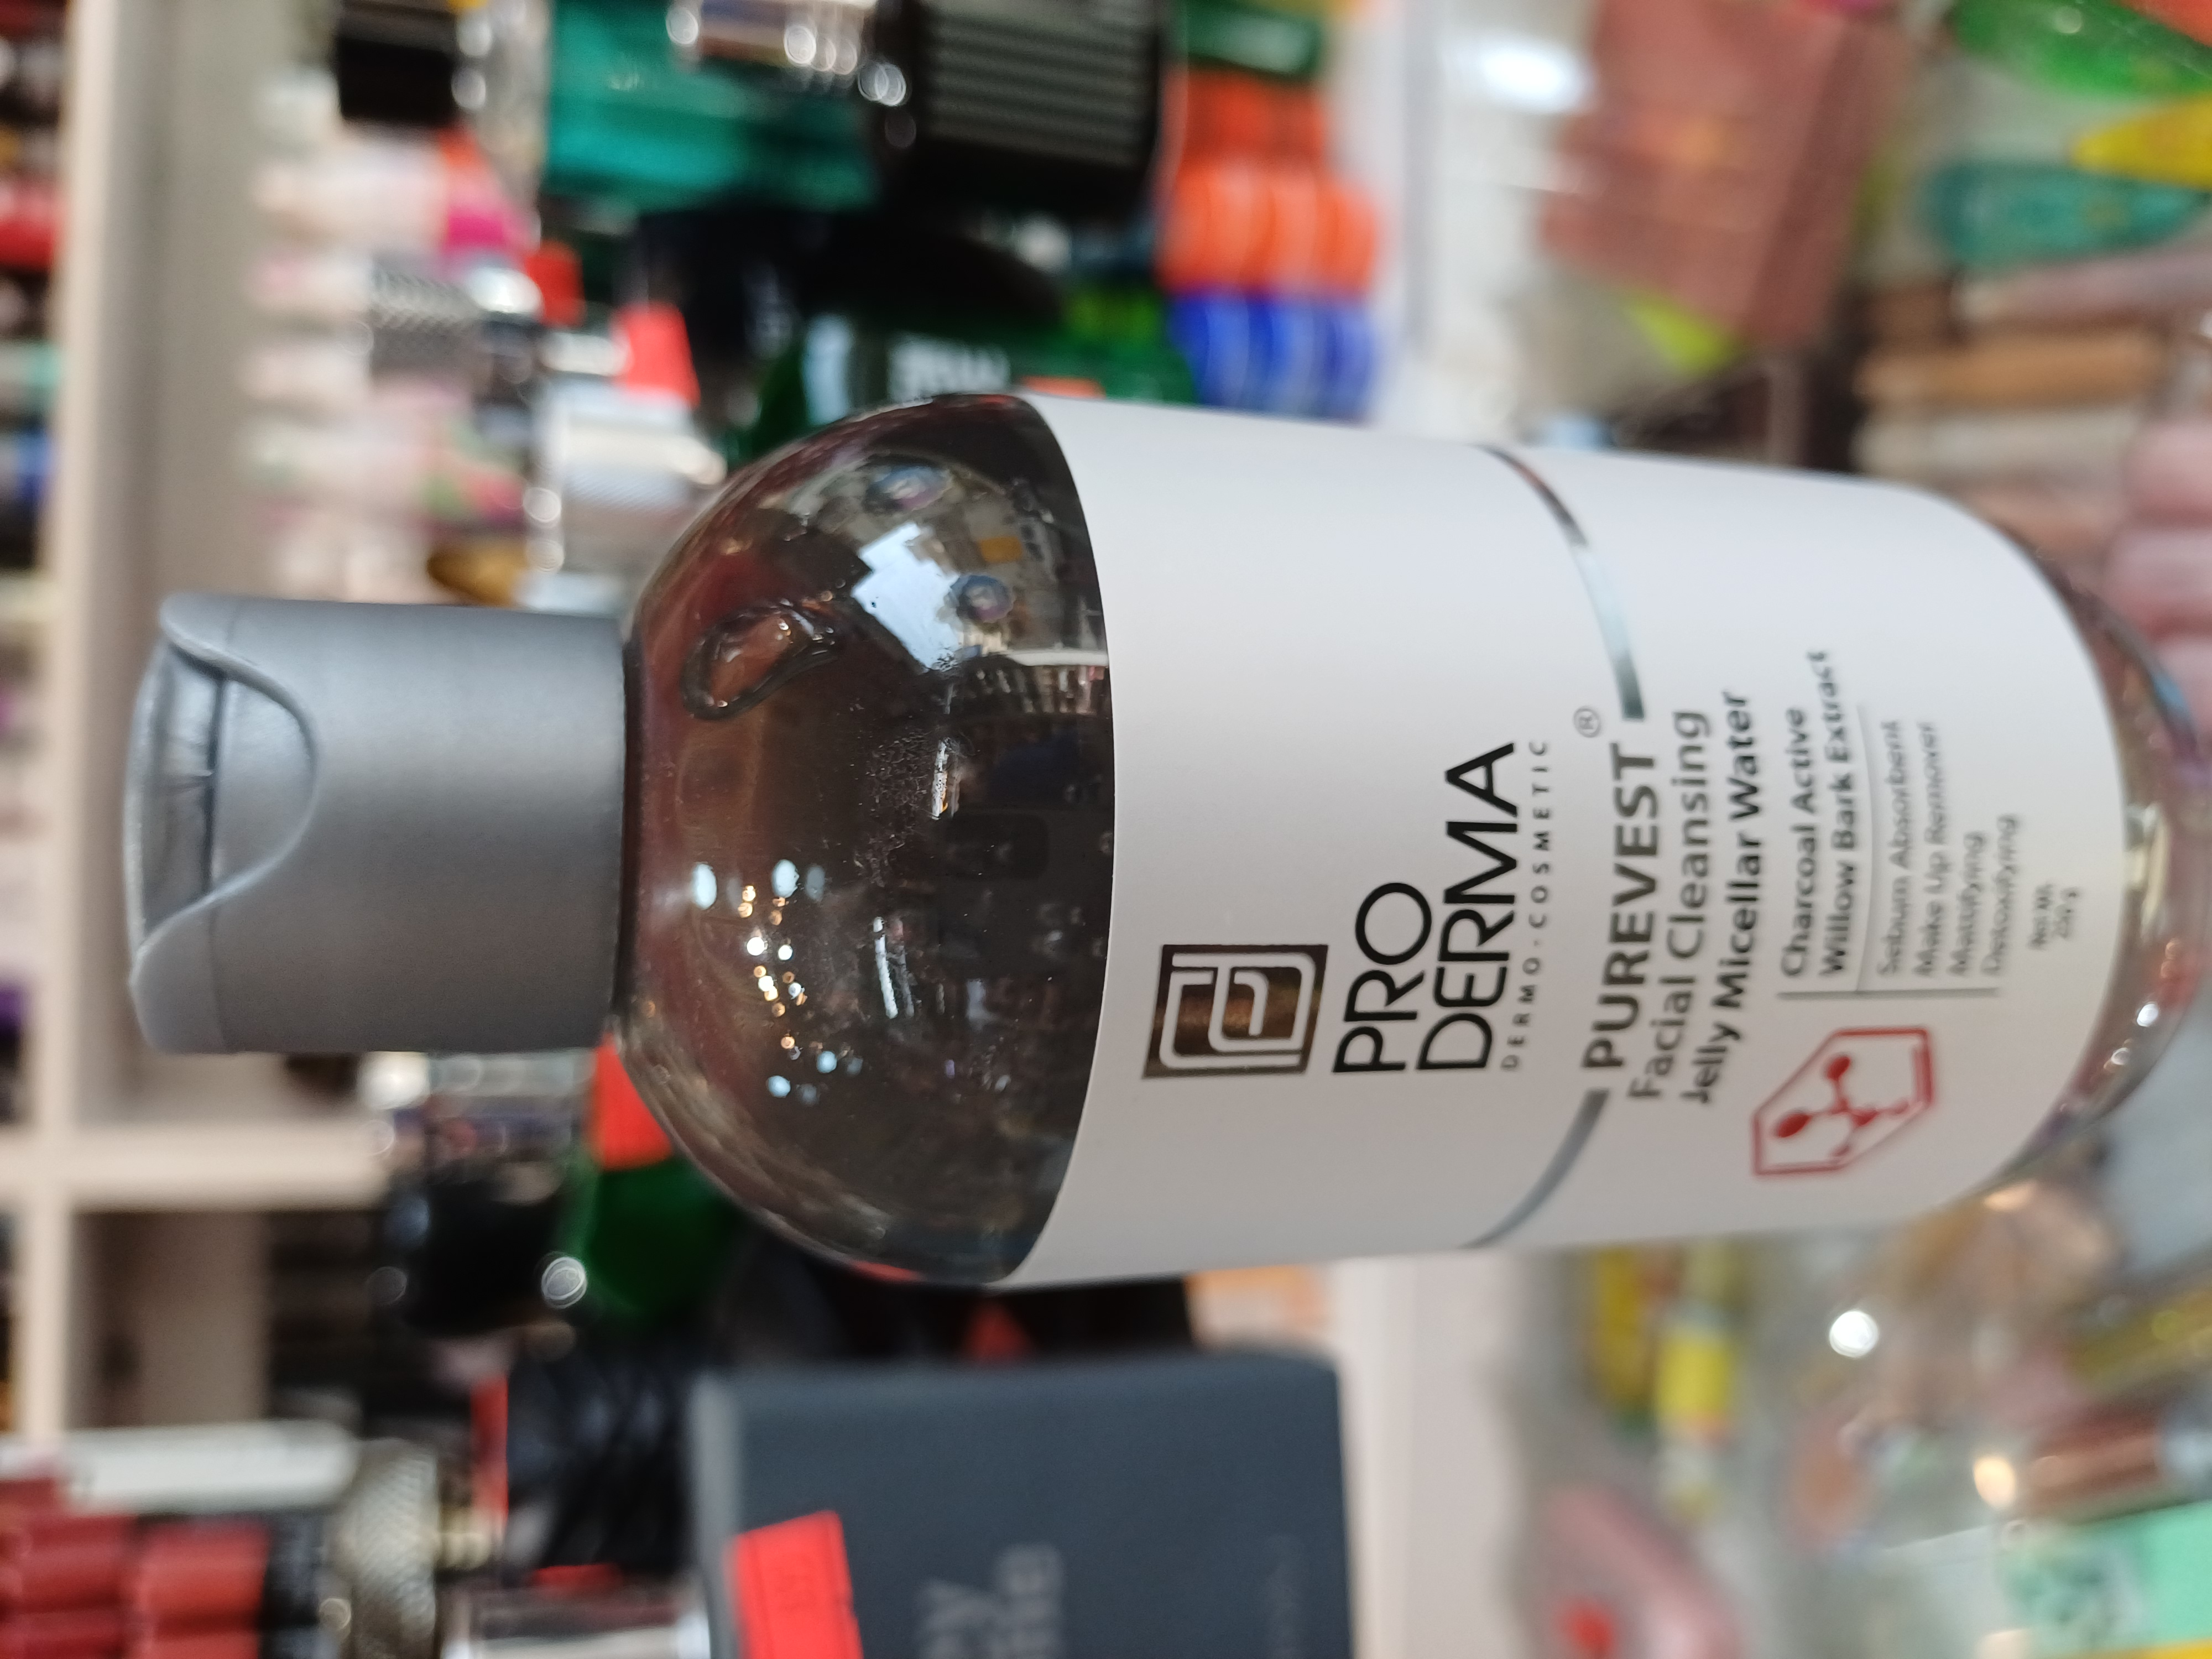 PRO
DERMA
DERMO-COSMETIC
PUREVEST®
Facial Cleansing
Jelly Micellar Water
Charcoal Active
Willow Bark Extract
Sebum Absorbent
Make Up Remover
Mattifying
Detoxifying
250 g